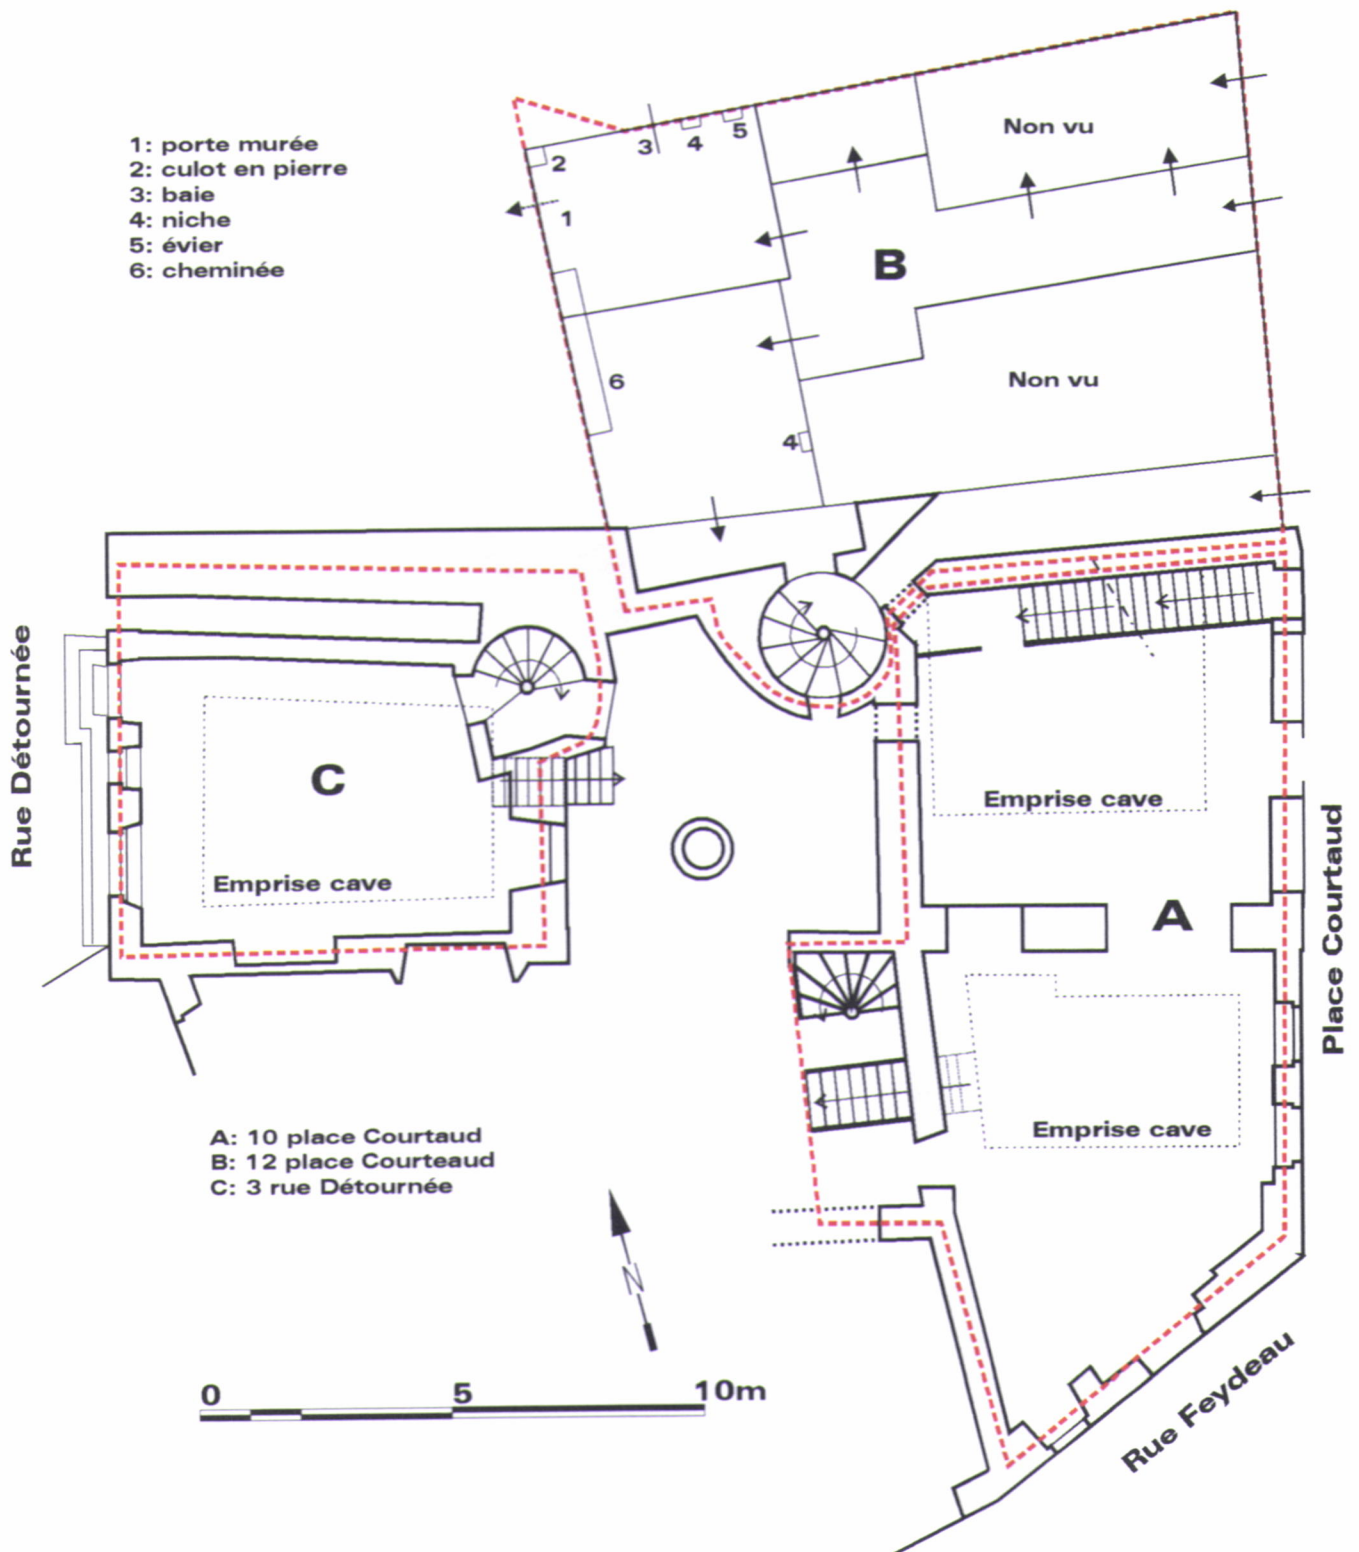 1: porte murée
2: culot en pierre
3: baie
4: niche
5: évier
6: cheminée
2
3
4
5
1
Non vu
B
6
Non vu
4
Rue Détournée
C
Emprise cave
Emprise cave
A
Place Courtaud
Emprise cave
A: 10 place Courtaud
B: 12 place Courteaud
C: 3 rue Détournée
N
0 5 10m
Rue Feydeau